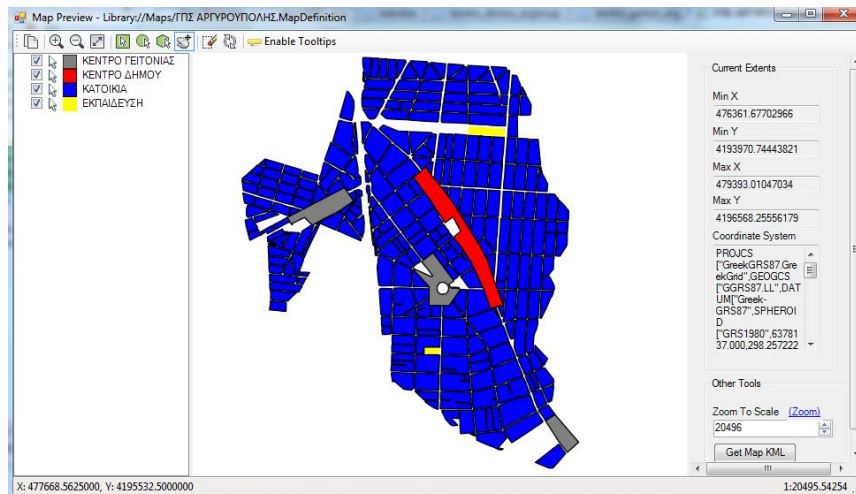 Map Preview - Library://Maps/ΓΠΣ ΑΡΓΥΡΟΥΠΟΛΗΣ.MapDefinition
Enable Tooltips
ΚΕΝΤΡΟ ΓΕΙΤΟΝΙΑΣ
ΚΕΝΤΡΟ ΔΗΜΟΥ
ΚΑΤΟΙΚΙΑ
ΕΚΠΑΙΔΕΥΣΗ
Current Extents
Min X
476361.67702966
Min Y
4193970.74443821
Max X
479393.01047034
Max Y
4196568.25556179
Coordinate System
PROJCS
["GreekGRS87.Gre
ekGrid",GEOGCS
["GGRS87.LL",DAT
UM["Greek-
GRS87",SPHEROI
D
["GRS1980",63781
37.000,298.257222
Other Tools
Zoom To Scale (Zoom)
20496
Get Map KML
X: 477668.5625000, Y: 4195532.5000000
1:20495.54254